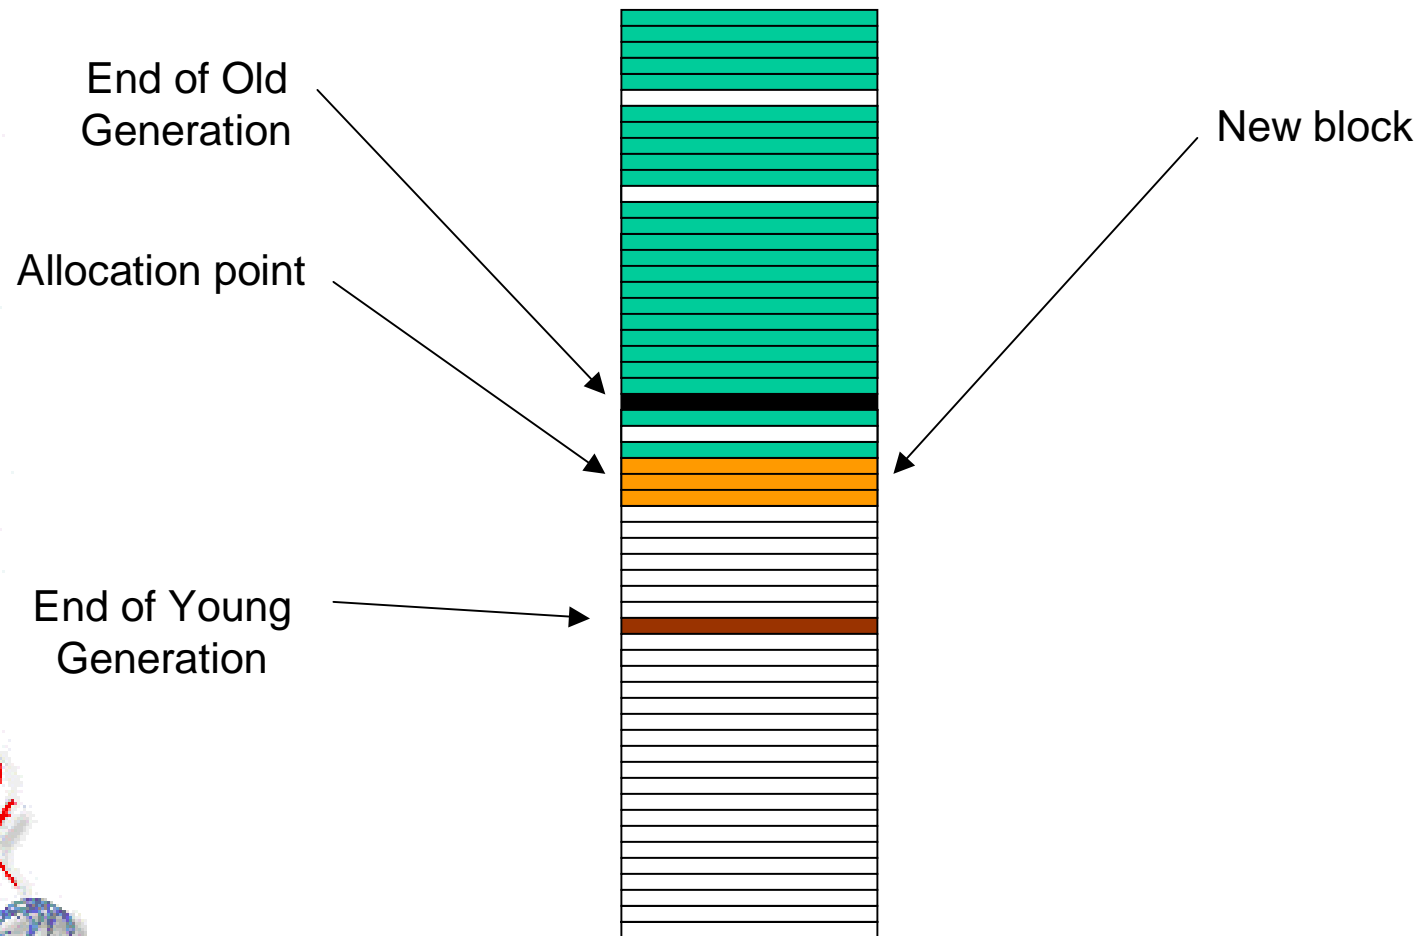 End of Old
Generation
New block
Allocation point
End of Young
Generation